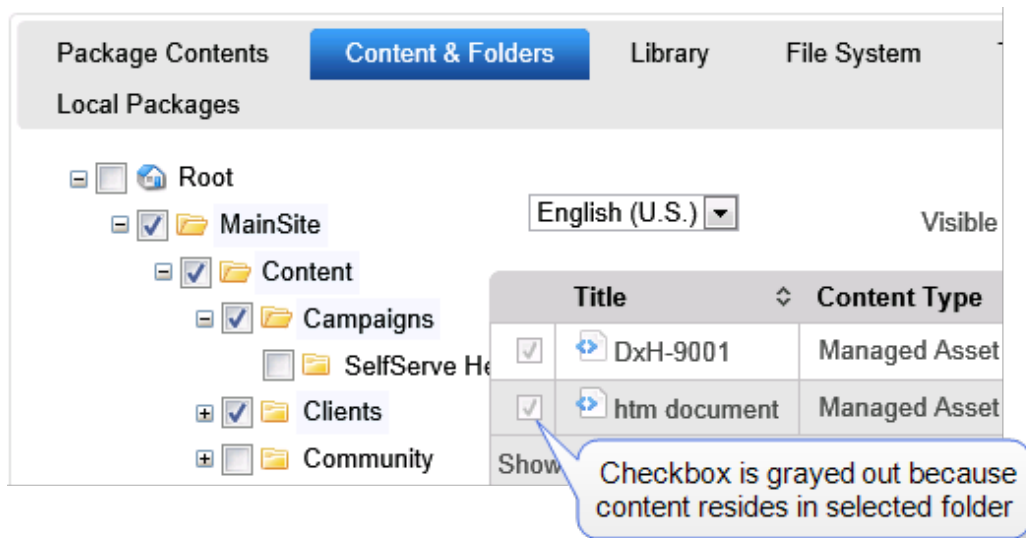 Package Contents Content & Folders Library File System
Local Packages
Root
MainSite
Content
Campaigns
SelfServe
Clients
Community
English (U.S.)
Visible
Title Content Type
DxH-9001 Managed Asset
htm document Managed Asset
Show
Checkbox is grayed out because
content resides in selected folder